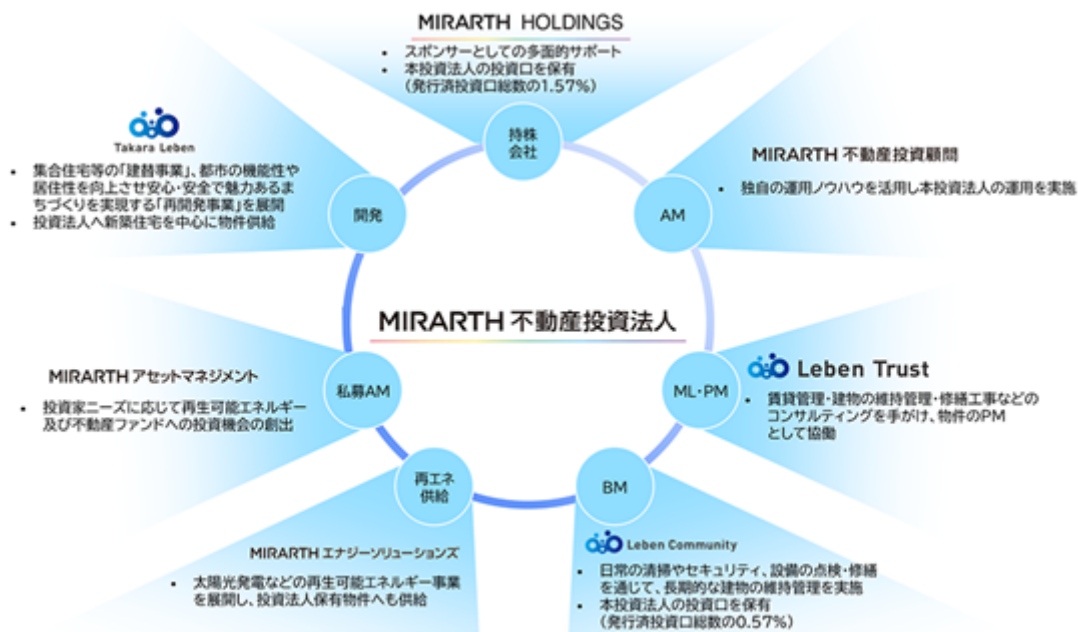 MIRARTH HOLDINGS
• スポンサーとしての多面的サポート
• 本投資法人の投資口を保有
（発行済投資口総数の1.57%）
持株
会社
Takara Leben
• 集合住宅等の「建替事業」、都市の機能性や
居住性を向上させ安心・安全で魅力あるま
ちづくりを実現する「再開発事業」を展開
• 投資法人へ新築住宅を中心に物件供給
開発
MIRARTH 不動産投資顧問
• 独自の運用ノウハウを活用し本投資法人の運用を実施
AM
MIRARTH 不動産投資法人
MIRARTH アセットマネジメント
• 投資家ニーズに応じて再生可能エネルギー
及び不動産ファンドへの投資機会の創出
私募AM
Leben Trust
• 賃貸管理・建物の維持管理・修繕工事などの
コンサルティングを手がけ、物件のPM
として協働
ML・PM
再エネ
供給
MIRARTH エナジーソリューションズ
• 太陽光発電などの再生可能エネルギー事業
を展開し、投資法人保有物件へも供給
BM
Leben Community
• 日常の清掃やセキュリティ、設備の点検・修繕
を通じて、長期的な建物の維持管理を実施
• 本投資法人の投資口を保有
（発行済投資口総数の0.57%）